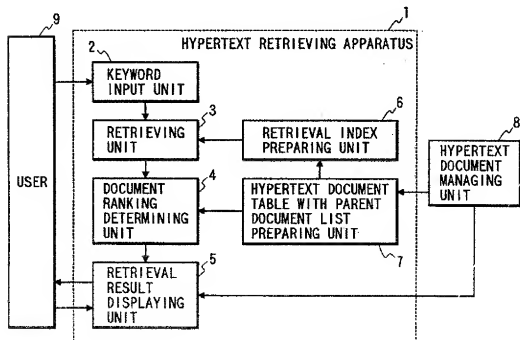 9
1
HYPERTEXT RETRIEVING APPARATUS
2
KEYWORD
INPUT UNIT
3
RETRIEVING
UNIT
6
RETRIEVAL INDEX
PREPARING UNIT
8
HYPERTEXT
DOCUMENT
MANAGING
UNIT
USER
4
DOCUMENT
RANKING
DETERMINING
UNIT
HYPERTEXT DOCUMENT
TABLE WITH PARENT
DOCUMENT LIST
PREPARING UNIT
7
5
RETRIEVAL
RESULT
DISPLAYING
UNIT